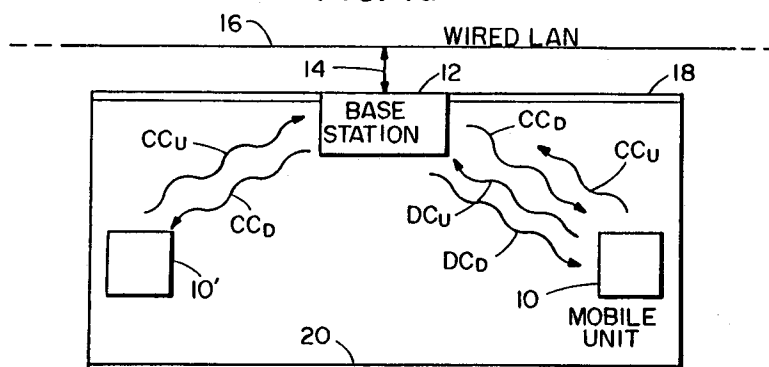 16
WIRED LAN
14
12
18
BASE
STATION
CCU
CCD
CCD
CCU
DCU
DCD
10'
10
MOBILE
UNIT
20